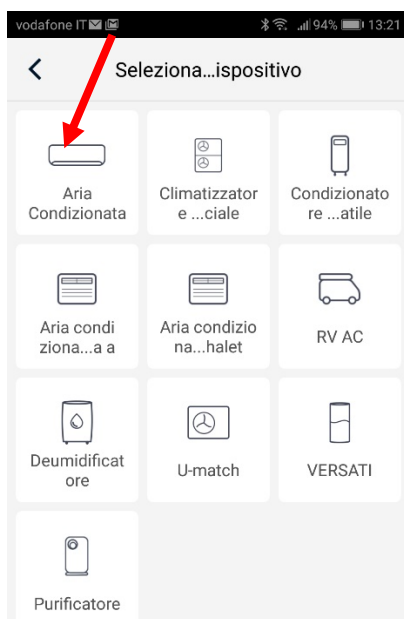 vodafone IT 94% 13:21
Seleziona...ispositivo
Aria
Condizionata
Climatizzator
e ...ciale
Condizionato
re ...atile
Aria condi
ziona...a a
Aria condizio
na...halet
RV AC
Deumidificat
ore
U-match
VERSATI
Purificatore